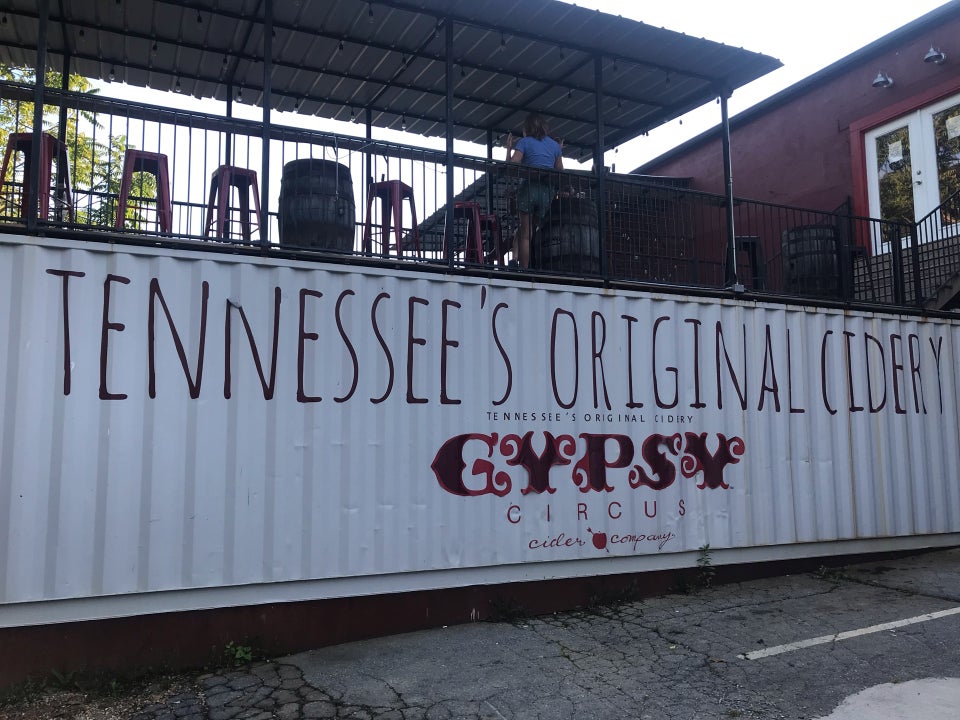 TENNESSEE'S ORIGINAL CIDERY
TENNESSEE'S ORIGINAL CIDERY
GYPSY
CIRCUS
cider company